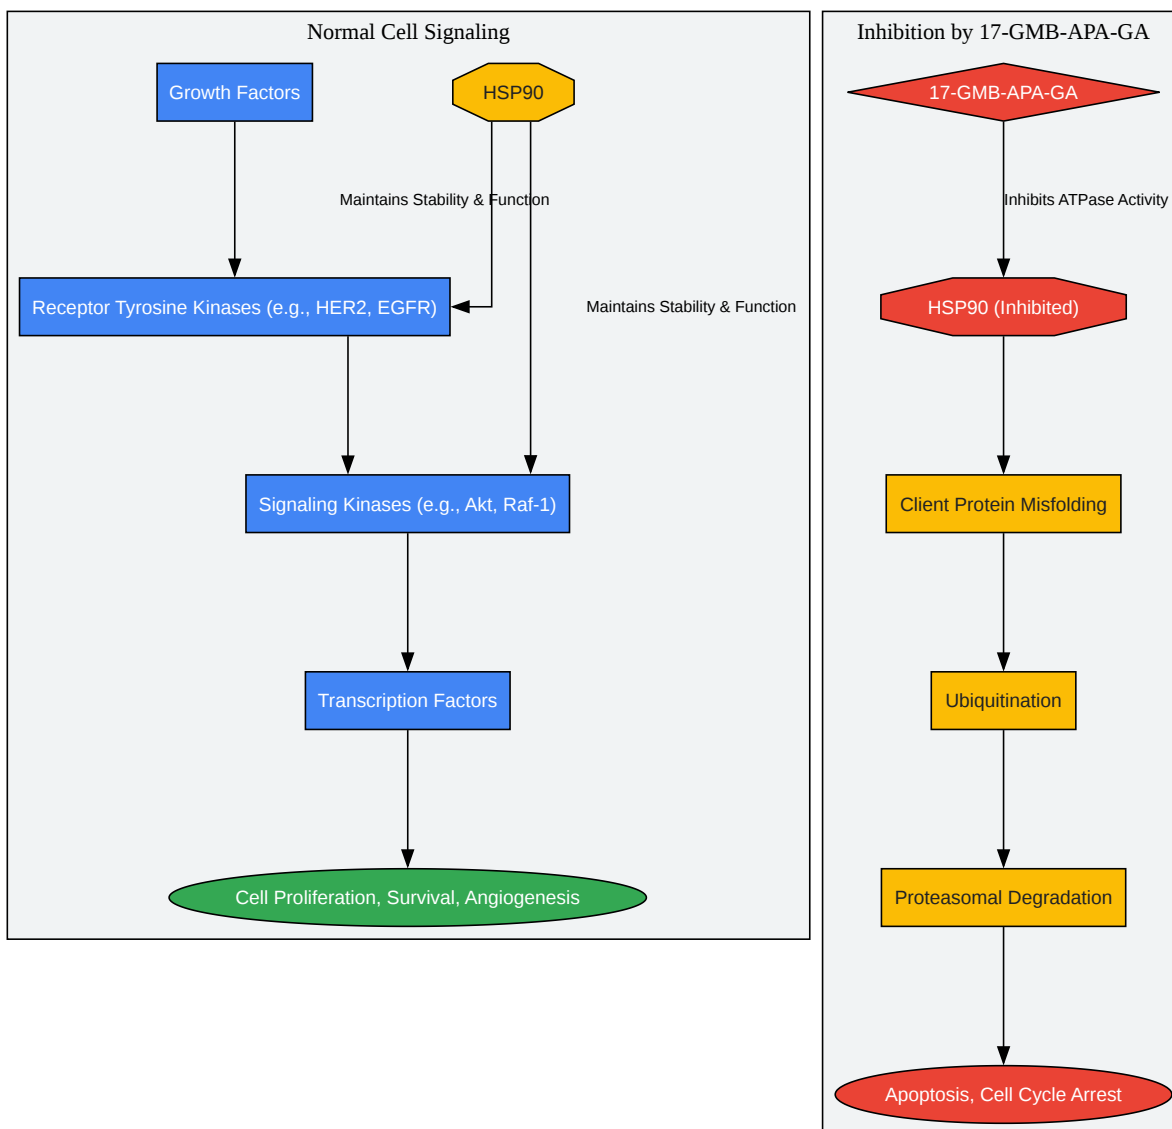 Normal Cell Signaling
Growth Factors
HSP90
Maintains Stability & Function
Receptor Tyrosine Kinases (e.g., HER2, EGFR)
Maintains Stability & Function
Signaling Kinases (e.g., Akt, Raf-1)
Transcription Factors
Cell Proliferation, Survival, Angiogenesis
Inhibition by 17-GMB-APA-GA
17-GMB-APA-GA
Inhibits ATPase Activity
HSP90 (Inhibited)
Client Protein Misfolding
Ubiquitination
Proteasomal Degradation
Apoptosis, Cell Cycle Arrest